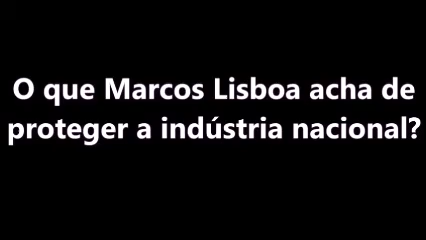 O que Marcos Lisboa acha de
proteger a indústria nacional?